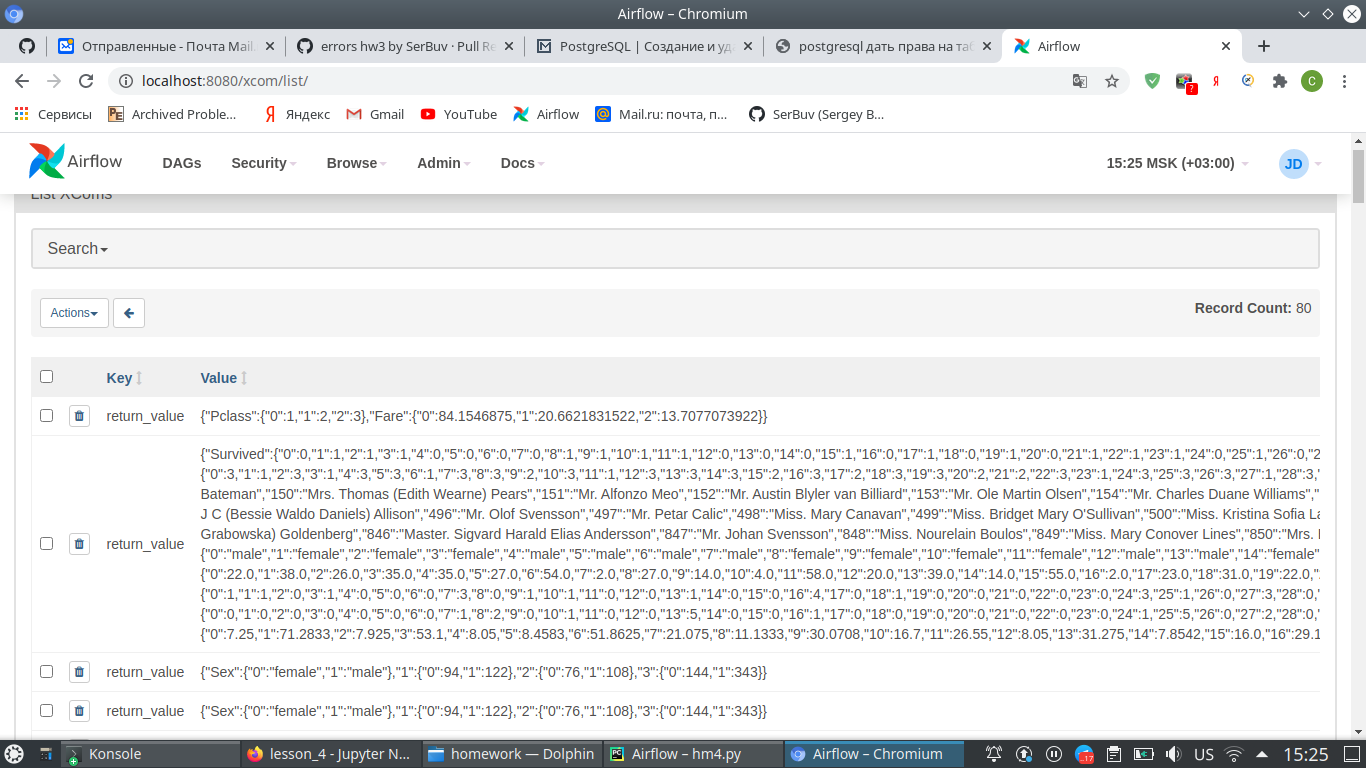 Airflow – Chromium
Отправленные - Почта Mail.
errors hw3 by SerBuv · Pull Re
PostgreSQL | Создание и уд
postgresql дать права на таб
Airflow
localhost:8080/xcom/list/
Сервисы
Archived Proble...
Яндекс
Gmail
YouTube
Airflow
Mail.ru: почта, п...
SerBuv (Sergey B...
Airflow
DAGs
Security
Browse
Admin
Docs
15:25 MSK (+03:00)
JD
List XComs
Search
Actions
Record Count: 80
Key
Value
return_value
{"Pclass":{"0":1,"1":2,"2":3},"Fare":{"0":84.1546875,"1":20.6621831522,"2":13.7077073922}}
return_value
{"Survived":{"0":0,"1":1,"2":1,"3":1,"4":0,"5":0,"6":0,"7":0,"8":1,"9":1,"10":1,"11":1,"12":0,"13":0,"14":0,"15":1,"16":0,"17":1,"18":0,"19":1,"20":0,"21":1,"22":1,"23":1,"24":0,"25":1,"26":0,"2
{"0":3,"1":1,"2":3,"3":1,"4":3,"5":3,"6":1,"7":3,"8":3,"9":2,"10":3,"11":1,"12":3,"13":3,"14":3,"15":2,"16":3,"17":2,"18":3,"19":3,"20":2,"21":2,"22":3,"23":1,"24":3,"25":3,"26":3,"27":1,"28":3,"
Bateman","150":"Mrs. Thomas (Edith Wearne) Pears","151":"Mr. Alfonzo Meo","152":"Mr. Austin Blyler van Billiard","153":"Mr. Ole Martin Olsen","154":"Mr. Charles Duane Williams","
J C (Bessie Waldo Daniels) Allison","496":"Mr. Olof Svensson","497":"Mr. Petar Calic","498":"Miss. Mary Canavan","499":"Miss. Bridget Mary O'Sullivan","500":"Miss. Kristina Sofia La
Grabowska) Goldenberg","846":"Master. Sigvard Harald Elias Andersson","847":"Mr. Johan Svensson","848":"Miss. Nourelain Boulos","849":"Miss. Mary Conover Lines","850":"Mrs.
{"0":"male","1":"female","2":"female","3":"female","4":"male","5":"male","6":"male","7":"male","8":"female","9":"female","10":"female","11":"female","12":"male","13":"male","14":"female"
{"0":22.0,"1":38.0,"2":26.0,"3":35.0,"4":35.0,"5":27.0,"6":54.0,"7":2.0,"8":27.0,"9":14.0,"10":4.0,"11":58.0,"12":20.0,"13":39.0,"14":14.0,"15":55.0,"16":2.0,"17":23.0,"18":31.0,"19":22.0,"
{"0":1,"1":1,"2":0,"3":1,"4":0,"5":0,"6":0,"7":3,"8":0,"9":1,"10":1,"11":0,"12":0,"13":1,"14":0,"15":0,"16":4,"17":0,"18":1,"19":0,"20":0,"21":0,"22":0,"23":0,"24":3,"25":1,"26":0,"27":3,"28":0,"
{"0":0,"1":0,"2":0,"3":0,"4":0,"5":0,"6":0,"7":1,"8":2,"9":0,"10":1,"11":0,"12":0,"13":5,"14":0,"15":0,"16":1,"17":0,"18":0,"19":0,"20":0,"21":0,"22":0,"23":0,"24":1,"25":5,"26":0,"27":2,"28":0,"
{"0":7.25,"1":71.2833,"2":7.925,"3":53.1,"4":8.05,"5":8.4583,"6":51.8625,"7":21.075,"8":11.1333,"9":30.0708,"10":16.7,"11":26.55,"12":8.05,"13":31.275,"14":7.8542,"15":16.0,"16":29.1
return_value
{"Sex":{"0":"female","1":"male"},"1":{"0":94,"1":122},"2":{"0":76,"1":108},"3":{"0":144,"1":343}}
return_value
{"Sex":{"0":"female","1":"male"},"1":{"0":94,"1":122},"2":{"0":76,"1":108},"3":{"0":144,"1":343}}
Konsole
lesson_4 - Jupyter N...
homework — Dolphin
Airflow – hm4.py
Airflow – Chromium
US
15:25